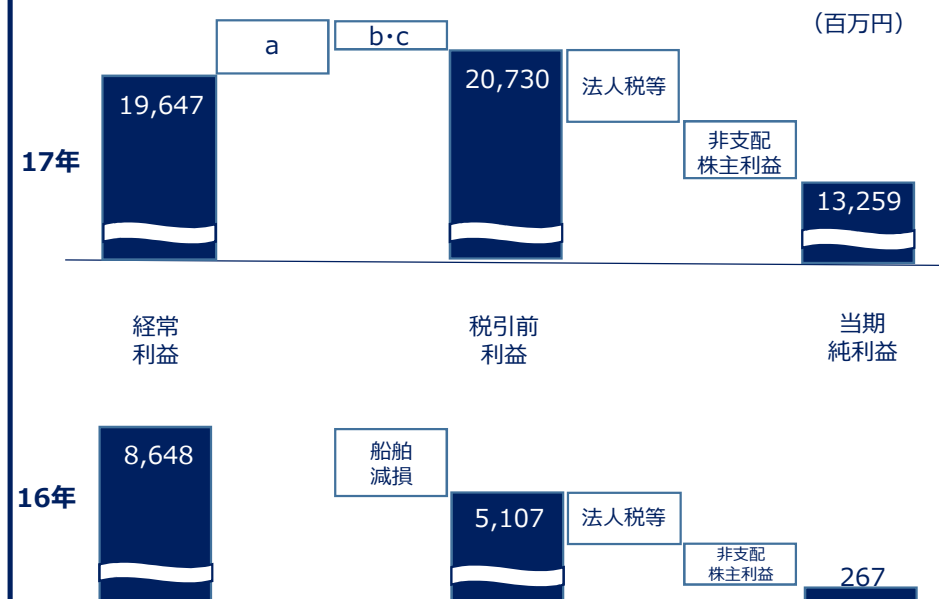 （百万円）
a
b・c
19,647
20,730
法人税等
17年
非支配
株主利益
13,259
経常
利益
税引前
利益
当期
純利益
8,648
船舶
減損
16年
5,107
法人税等
非支配
株主利益
267